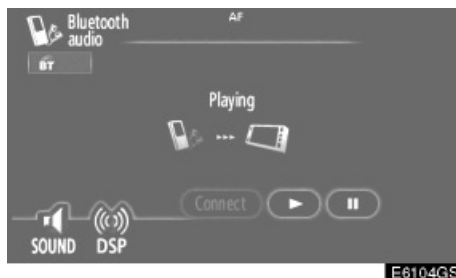 Bluetooth
audio
AF
BT
Playing
Connect
SOUND DSP
E6104GS